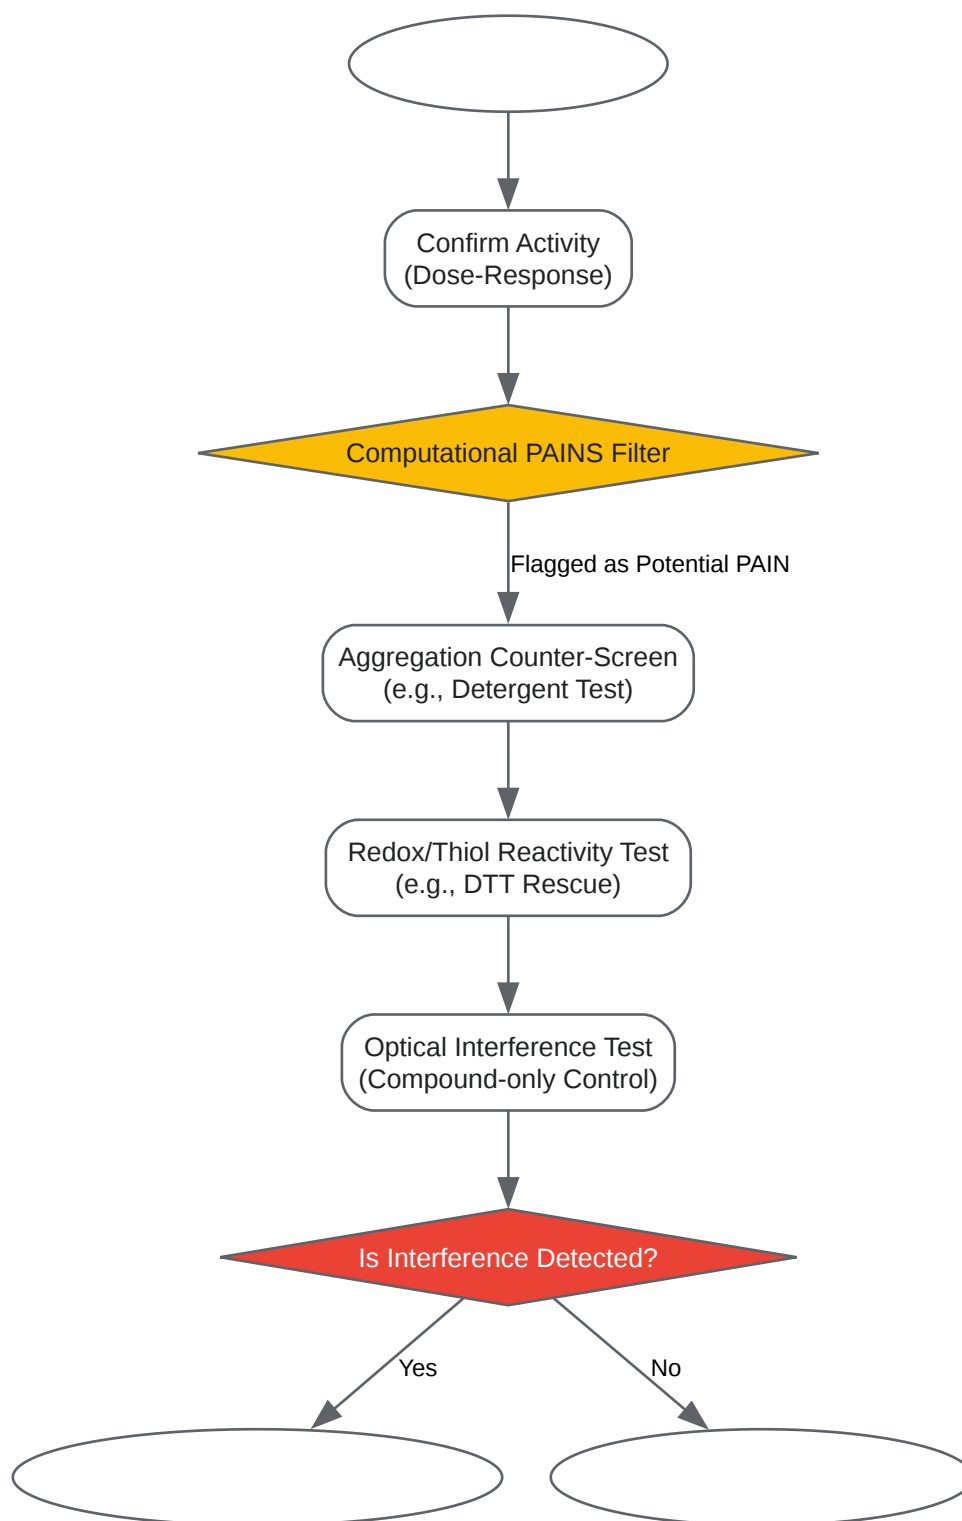 Confirm Activity
(Dose-Response)
Computational PAINS Filter
Flagged as Potential PAIN
Aggregation Counter-Screen
(e.g., Detergent Test)
Redox/Thiol Reactivity Test
(e.g., DTT Rescue)
Optical Interference Test
(Compound-only Control)
Is Interference Detected?
Yes
No